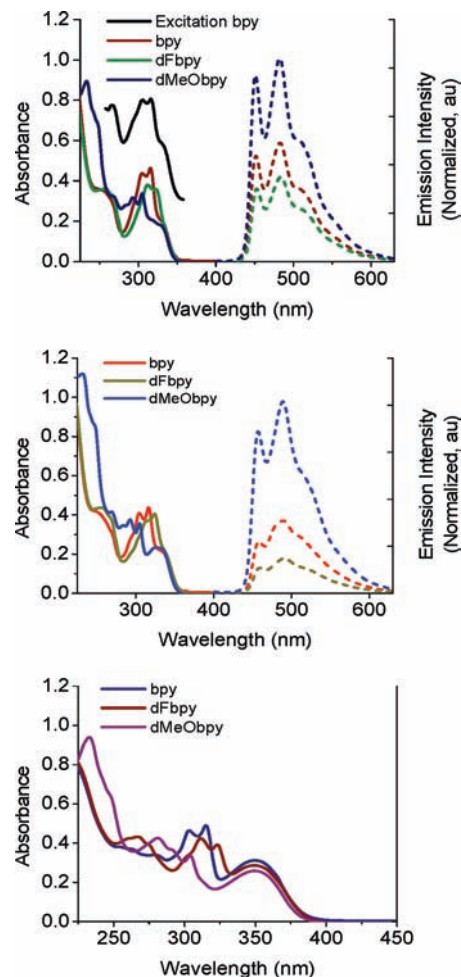 1.2
1.0
0.8
0.6
0.4
0.2
0.0
Absorbance
Excitation bpy
bpy
dFbpy
dMeObpy
Emission Intensity
(Normalized, au)
300 400 500 600
Wavelength (nm)
1.2
1.0
0.8
0.6
0.4
0.2
0.0
Absorbance
bpy
dFbpy
dMeObpy
Emission Intensity
(Normalized, au)
300 400 500 600
Wavelength (nm)
1.2
1.0
0.8
0.6
0.4
0.2
0.0
Absorbance
bpy
dFbpy
dMeObpy
250 300 350 400 450
Wavelength (nm)